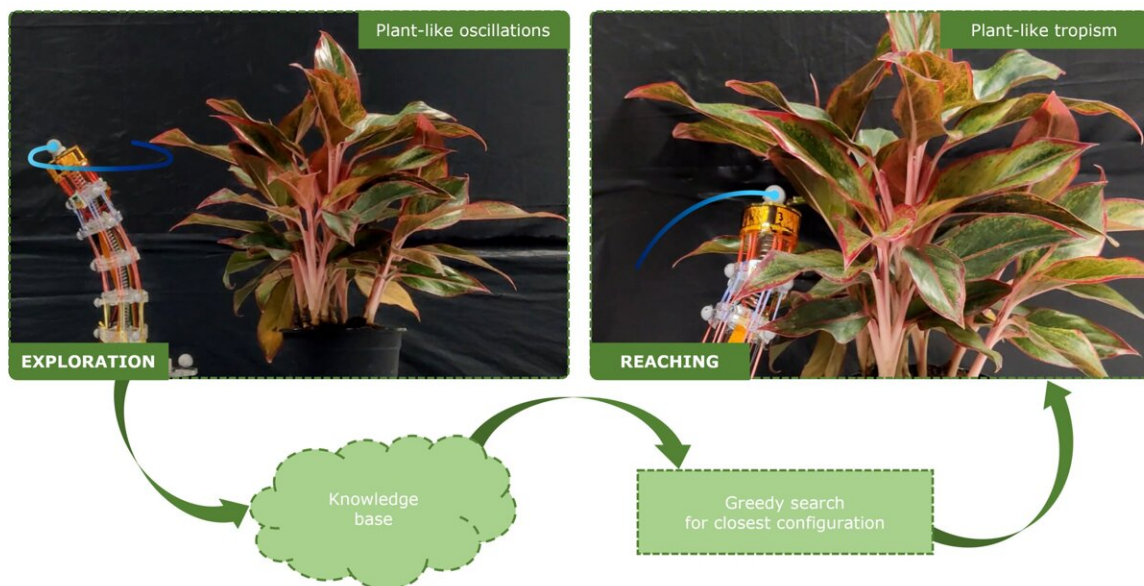 Plant-like oscillations
Plant-like tropism
EXPLORATION
REACHING
Knowledge
base
Greedy search
for closest configuration